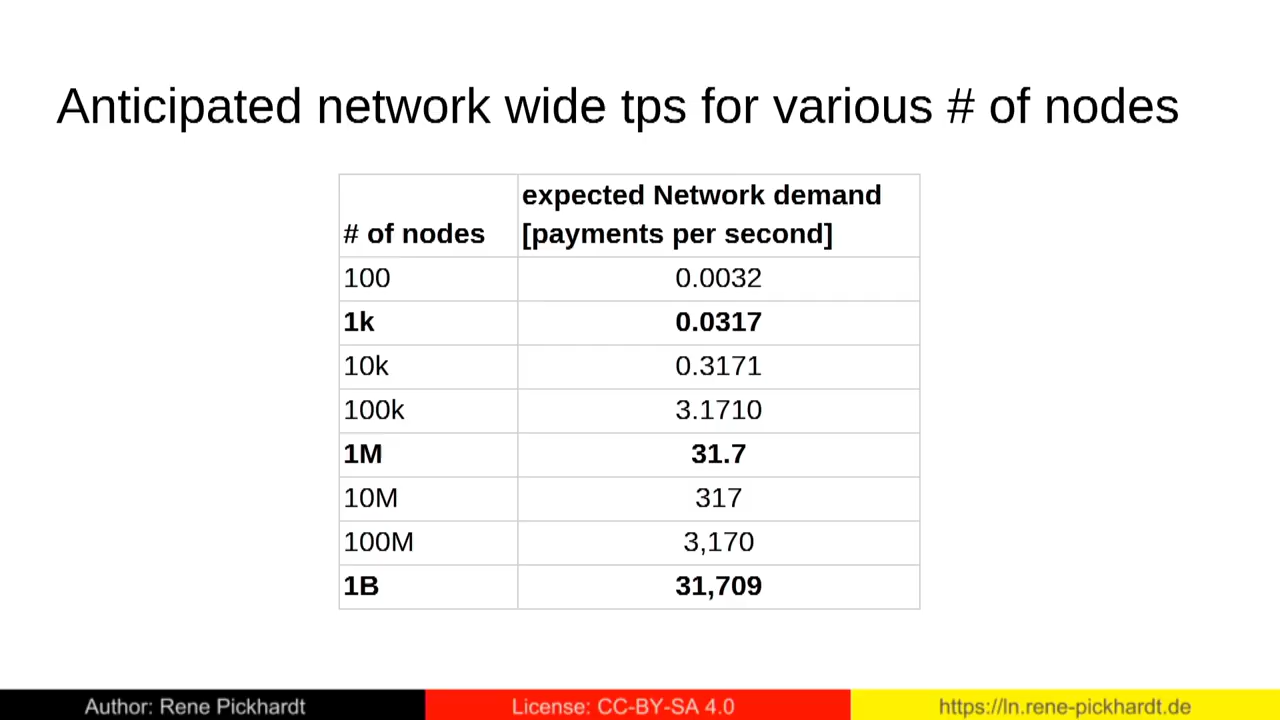 Anticipated network wide tps for various # of nodes
# of nodes
expected Network demand
[payments per second]
100 0.0032
1k 0.0317
10k 0.3171
100k 3.1710
1M 31.7
10M 317
100M 3,170
1B 31,709
Author: Rene Pickhardt License: CC-BY-SA 4.0 https://ln.rene-pickhardt.de